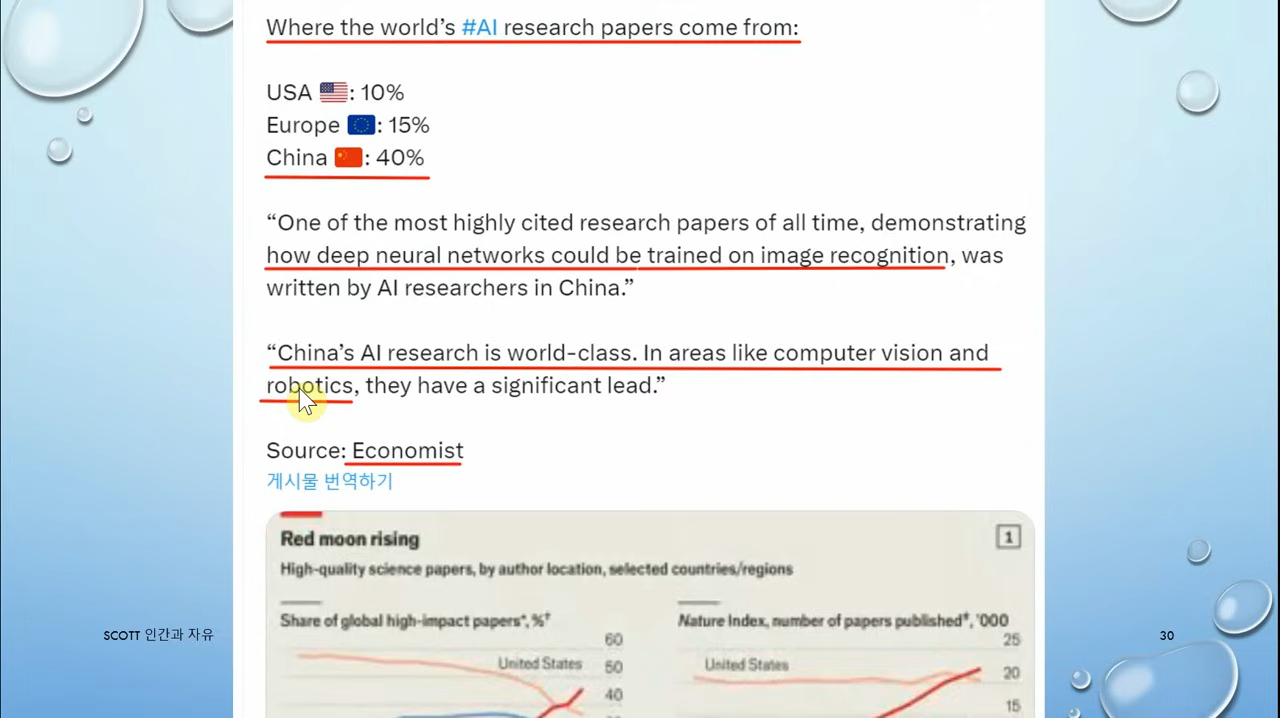 Where the world's #AI research papers come from:
USA 🇺🇸: 10%
Europe 🇪🇺: 15%
China 🇨🇳: 40%
“One of the most highly cited research papers of all time, demonstrating
how deep neural networks could be trained on image recognition, was
written by AI researchers in China.”
“China’s AI research is world-class. In areas like computer vision and
robotics, they have a significant lead.”
Source: Economist
게시물 번역하기
Red moon rising
1
High-quality science papers, by author location, selected countries/regions
Share of global high-impact papers*, %†
60
United States
50
40
Nature Index, number of papers published‡, '000
25
United States
20
15
SCOTT 인간과 자유
30